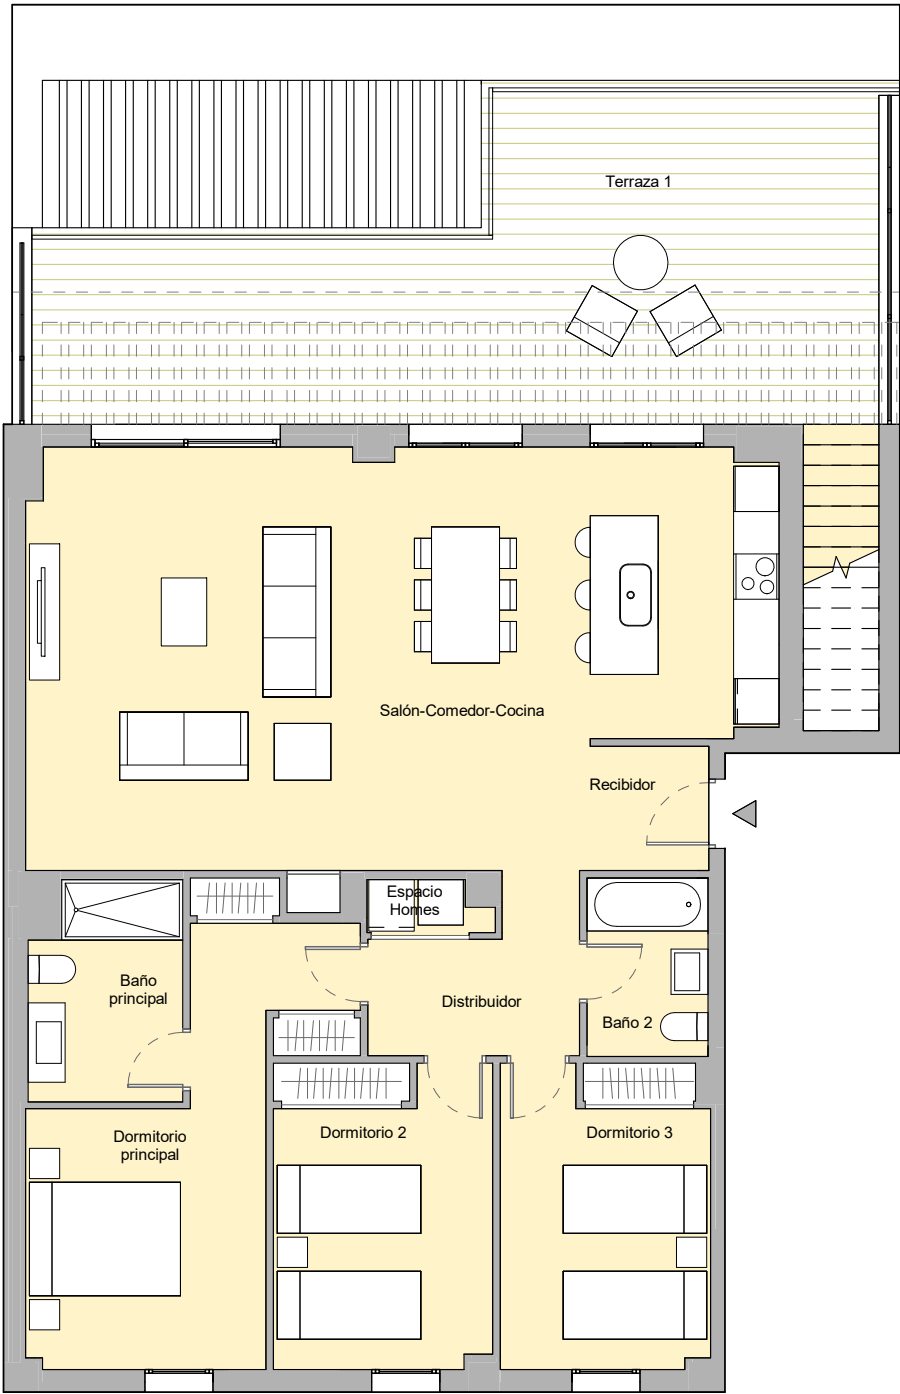 Terraza 1
Salón-Comedor-Cocina
Recibidor
Espacio
Homes
Baño
principal
Distribuidor
Baño 2
Dormitorio
principal
Dormitorio 2
Dormitorio 3